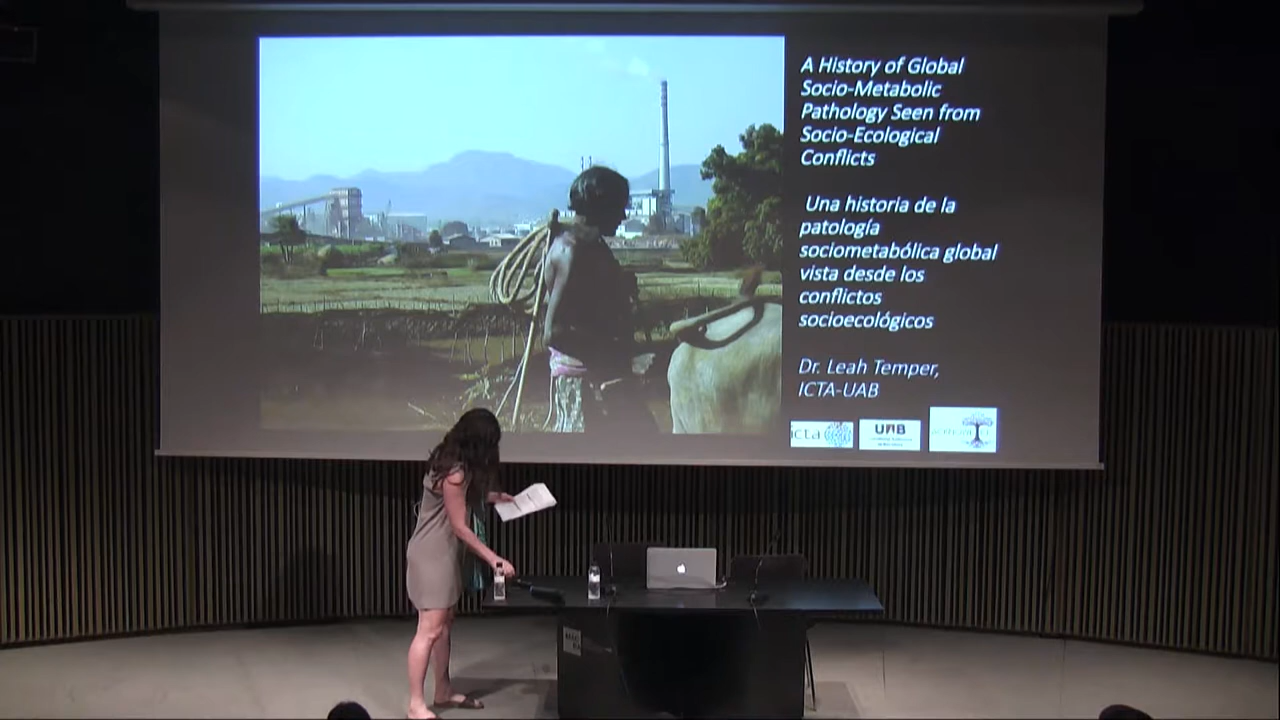 A History of Global
Socio-Metabolic
Pathology Seen from
Socio-Ecological
Conflicts
Una historia de la
patología
sociometabólica global
vista desde los
conflictos
socioecológicos
Dr. Leah Temper,
ICTA-UAB
icta
UAB